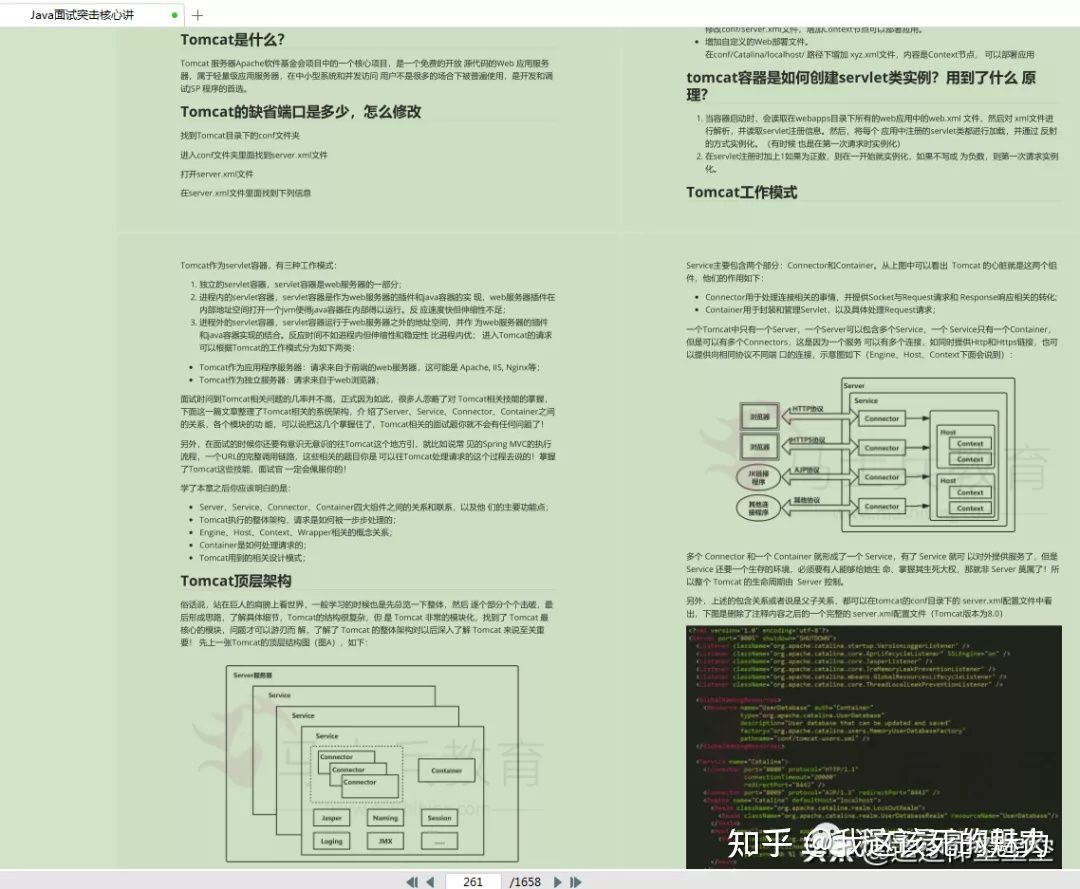 Java面试突击核心讲
Tomcat是什么？
Tomcat 服务器Apache软件基金会项目中的一个核心项目，是一个免费的开放 源代码的Web 应用服务
器，属于轻量级应用服务器，在中小型系统和并发访问 用户不是很多的场合下被普遍使用，是开发和调
试JSP 程序的首选。
Tomcat的缺省端口是多少，怎么修改
找到Tomcat目录下的conf文件夹
进入conf文件夹里面找到server.xml文件
打开server.xml文件
在server.xml文件里面找到下列信息
修改conf/server.xml文件，增加Context节点可以部署应用。
增加自定义的Web部署文件。
在conf/Catalina/localhost/ 路径下增加 xyz.xml文件，内容是Context节点， 可以部署应用
tomcat容器是如何创建servlet类实例？用到了什么 原
理？
1. 当容器启动时，会读取在webapps目录下所有的web应用中的web.xml 文件，然后对 xml文件进
行解析，并读取servlet注册信息。然后，将每个 应用中注册的servlet类都进行加载，并通过 反射
的方式实例化。（有时候 也是在第一次请求时实例化）
2. 在servlet注册时加上1如果为正数，则在一开始就实例化，如果不写或 为负数，则第一次请求实例
化。
Tomcat工作模式
Tomcat作为servlet容器，有三种工作模式：
1. 独立的servlet容器，servlet容器是web服务器的一部分；
2. 进程内的servlet容器，servlet容器是作为web服务器的插件和java容器的实 现，web服务器插件在
内部地址空间打开一个jvm使得java容器在内部得以运行。反 应速度快但伸缩性不足；
3. 进程外的servlet容器，servlet容器运行于web服务器之外的地址空间，并作 为web服务器的插件
和java容器实现的结合。反应时间不如进程内但伸缩性和稳定性 比进程内优； 进入Tomcat的请求
可以根据Tomcat的工作模式分为如下两类：
Tomcat作为应用程序服务器：请求来自于前端的web服务器，这可能是 Apache, IIS, Nginx等；
Tomcat作为独立服务器：请求来自于web浏览器；
面试时问到Tomcat相关问题的几率并不高，正式因为如此，很多人忽略了对 Tomcat相关技能的掌握，
下面这一篇文章整理了Tomcat相关的系统架构，介 绍了Server、Service、Connector、Container之间
的关系，各个模块的功 能，可以说把这几个掌握住了，Tomcat相关的面试题你就不会有任何问题了！
另外，在面试的时候你还要有意识无意识的往Tomcat这个地方引，就比如说常 见的Spring MVC的执行
流程，一个URL的完整调用链路，这些相关的题目你是 可以往Tomcat处理请求的这个过程去说的！掌握
了Tomcat这些技能，面试官 一定会佩服你的！
学了本章之后你应该明白的是：
Server、Service、Connector、Container四大组件之间的关系和联系，以及他 们的主要功能点；
Tomcat执行的整体架构，请求是如何被一步步处理的；
Engine、Host、Context、Wrapper相关的概念关系；
Container是如何处理请求的；
Tomcat用到的相关设计模式；
Tomcat顶层架构
俗话说，站在巨人的肩膀上看世界，一般学习的时候也是先总览一下整体，然后 逐个部分个个击破，最
后形成思路，了解具体细节，Tomcat的结构很复杂，但 是 Tomcat 非常的模块化，找到了 Tomcat 最
核心的模块，问题才可以游刃而 解，了解了 Tomcat 的整体架构对以后深入了解 Tomcat 来说至关重
要！ 先上一张Tomcat的顶层结构图（图A），如下：
Server服务器
Service
Service
Service
Connector
Connector
Connector
Container
Jasper
Naming
Session
Loging
JMX
......
Service主要包含两个部分：Connector和Container。从上图中可以看出 Tomcat 的心脏就是这两个组
件，他们的作用如下：
Connector用于处理连接相关的事情，并提供Socket与Request请求和 Response响应相关的转化;
Container用于封装和管理Servlet，以及具体处理Request请求；
一个Tomcat中只有一个Server，一个Server可以包含多个Service，一个 Service只有一个Container，
但是可以有多个Connectors，这是因为一个服务 可以有多个连接，如同时提供Http和Https链接，也可
以提供向相同协议不同端 口的连接，示意图如下（Engine、Host、Context下面会说到）：
Server
Service
浏览器
HTTP协议
Connector
Host
Context
浏览器
HTTPS协议
Connector
Context
JK链接
程序
AJP协议
Connector
Host
Context
其他连
接程序
其他协议
Connector
Context
多个 Connector 和一个 Container 就形成了一个 Service，有了 Service 就可 以对外提供服务了，但是
Service 还要一个生存的环境，必须要有人能够给她生 命、掌握其生死大权，那就非 Server 莫属了！所
以整个 Tomcat 的生命周期由 Server 控制。
另外，上述的包含关系或者说是父子关系，都可以在tomcat的conf目录下的 server.xml配置文件中看
出，下图是删除了注释内容之后的一个完整的 server.xml配置文件（Tomcat版本为8.0）
<?xml version='1.0' encoding='utf-8'?>
<Server port="8005" shutdown="SHUTDOWN">
<Listener className="org.apache.catalina.startup.VersionLoggerListener" />
<Listener className="org.apache.catalina.core.AprLifecycleListener" SSLEngine="on" />
<Listener className="org.apache.catalina.core.JasperListener" />
<Listener className="org.apache.catalina.core.JreMemoryLeakPreventionListener" />
<Listener className="org.apache.catalina.mbeans.GlobalResourcesLifecycleListener" />
<Listener className="org.apache.catalina.core.ThreadLocalLeakPreventionListener" />
<GlobalNamingResources>
<Resource name="UserDatabase" auth="Container"
type="org.apache.catalina.UserDatabase"
description="User database that can be updated and saved"
factory="org.apache.catalina.users.MemoryUserDatabaseFactory"
pathname="conf/tomcat-users.xml" />
</GlobalNamingResources>
<Service name="Catalina">
<Connector port="8080" protocol="HTTP/1.1"
connectionTimeout="20000"
redirectPort="8443" />
<Connector port="8009" protocol="AJP/1.3" redirectPort="8443" />
<Engine name="Catalina" defaultHost="localhost">
<Realm className="org.apache.catalina.realm.LockOutRealm">
<Realm className="org.apache.catalina.realm.UserDatabaseRealm" resourceName="UserDatabase"/>
</Realm>
知乎 @我这该死的魅力
261 /1658